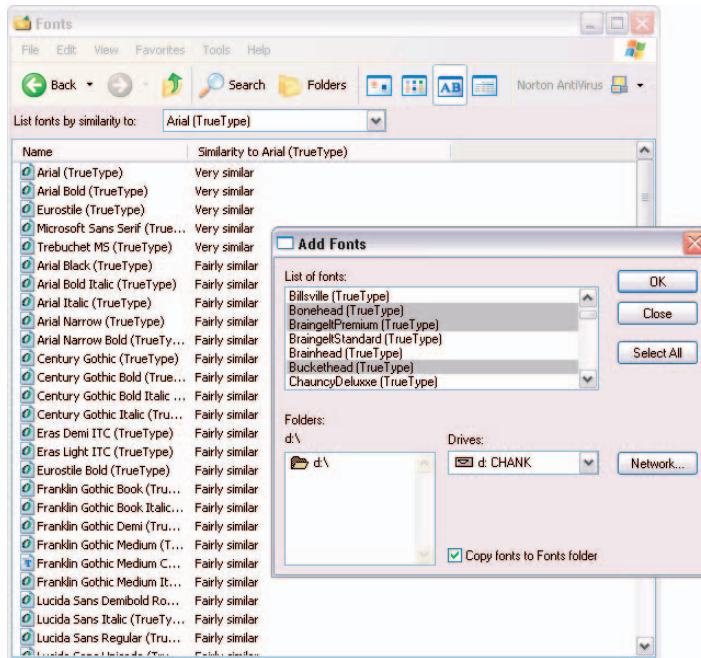 Fonts
File Edit View Favorites Tools Help
Back Search Folders AB Norton AntiVirus
List fonts by similarity to: Arial (TrueType)
Name Similarity to Arial (TrueType)
Arial (TrueType) Very similar
Arial Bold (TrueType) Very similar
Eurostile (TrueType) Very similar
Microsoft Sans Serif (True... Very similar
Trebuchet MS (TrueType) Very similar
Arial Black (TrueType) Fairly similar
Arial Bold Italic (TrueType) Fairly similar
Arial Italic (TrueType) Fairly similar
Arial Narrow (TrueType) Fairly similar
Arial Narrow Bold (TrueTy... Fairly similar
Century Gothic (TrueType) Fairly similar
Century Gothic Bold (True... Fairly similar
Century Gothic Bold Italic ... Fairly similar
Century Gothic Italic (Tru... Fairly similar
Eras Demi ITC (TrueType) Fairly similar
Eras Light ITC (TrueType) Fairly similar
Eurostile Bold (TrueType) Fairly similar
Franklin Gothic Book (Tru... Fairly similar
Franklin Gothic Book Italic... Fairly similar
Franklin Gothic Demi (Tru... Fairly similar
Franklin Gothic Medium (T... Fairly similar
Franklin Gothic Medium C... Fairly similar
Franklin Gothic Medium It... Fairly similar
Lucida Sans Demibold Ro... Fairly similar
Lucida Sans Italic (TrueTy... Fairly similar
Lucida Sans Regular (Tru... Fairly similar
Add Fonts
List of fonts:
Billsville (TrueType)
Bonehead (TrueType)
BraingeltPremium (TrueType)
BraingeltStandard (TrueType)
Brainhead (TrueType)
Buckethead (TrueType)
ChauncyDeluxxe (TrueType)
OK
Close
Select All
Folders:
d:\
d:\
Drives:
d: CHANK
Network...
Copy fonts to Fonts folder